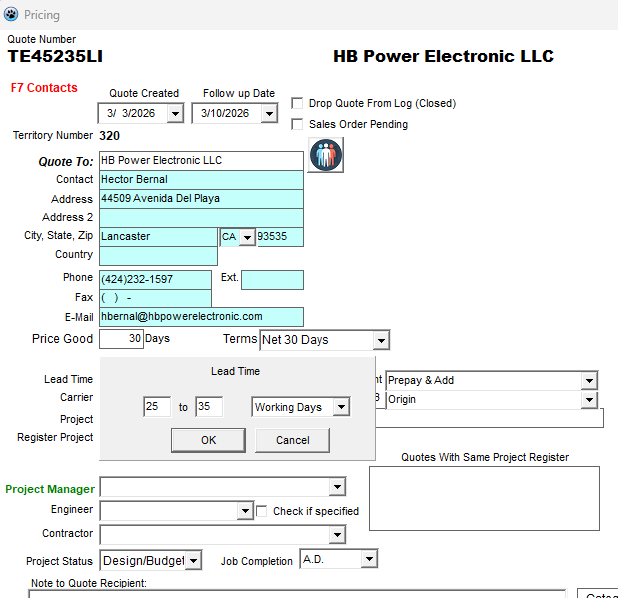 Pricing
Quote Number
TE45235LI
HB Power Electronic LLC
F7 Contacts
Quote Created
Follow up Date
3/ 3/2026
3/10/2026
Drop Quote From Log (Closed)
Sales Order Pending
Territory Number 320
Quote To: HB Power Electronic LLC
Contact Hector Bernal
Address 44509 Avenida Del Playa
Address 2
City, State, Zip Lancaster CA 93535
Country
Phone (424)232-1597 Ext.
Fax ( ) -
E-Mail hbernal@hbpowerelectronic.com
Price Good 30 Days Terms Net 30 Days
Lead Time
Lead Time
Prepay & Add
Carrier
Origin
25 to 35 Working Days
Project
Register Project
OK Cancel
Quotes With Same Project Register
Project Manager
Engineer
Check if specified
Contractor
Project Status Design/Budget Job Completion A.D.
Note to Quote Recipient: